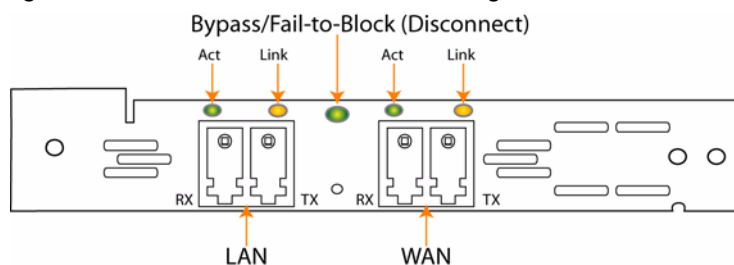 Bypass/Fail-to-Block (Disconnect)
Act Link Act Link
RX TX RX TX
LAN WAN